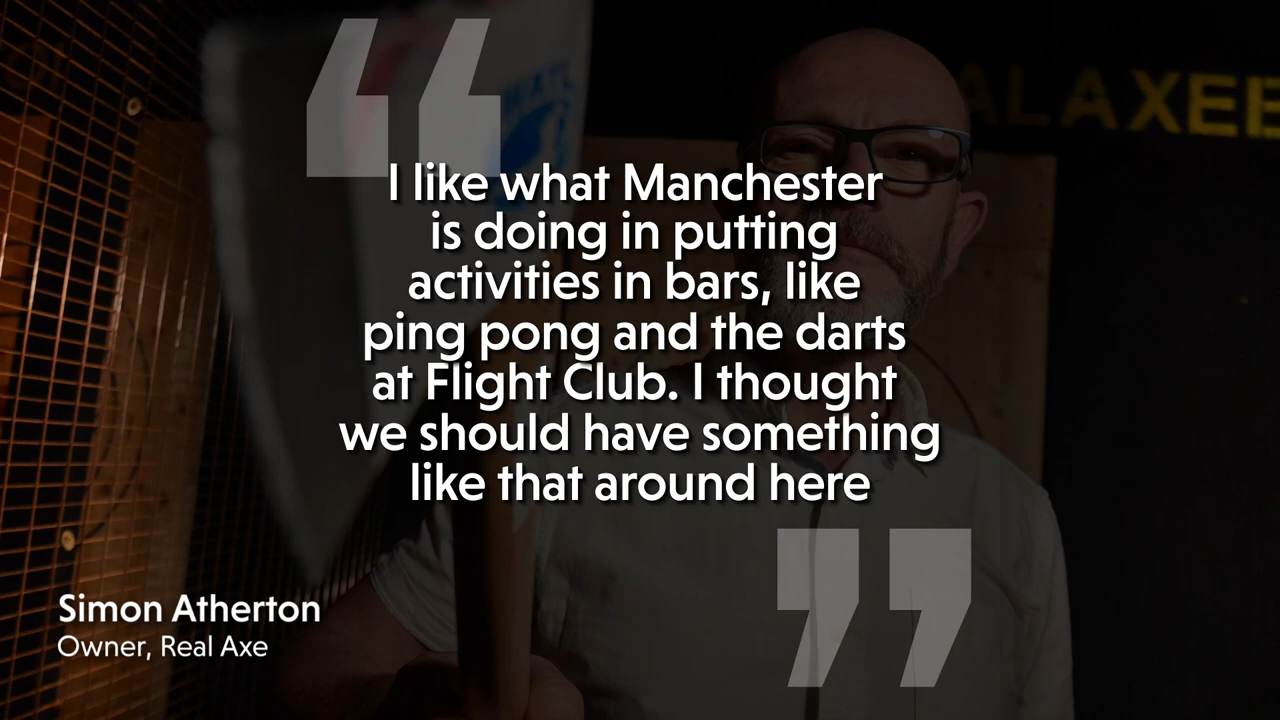 ALAXEE
“
I like what Manchester
is doing in putting
activities in bars, like
ping pong and the darts
at Flight Club. I thought
we should have something
like that around here
”
Simon Atherton
Owner, Real Axe